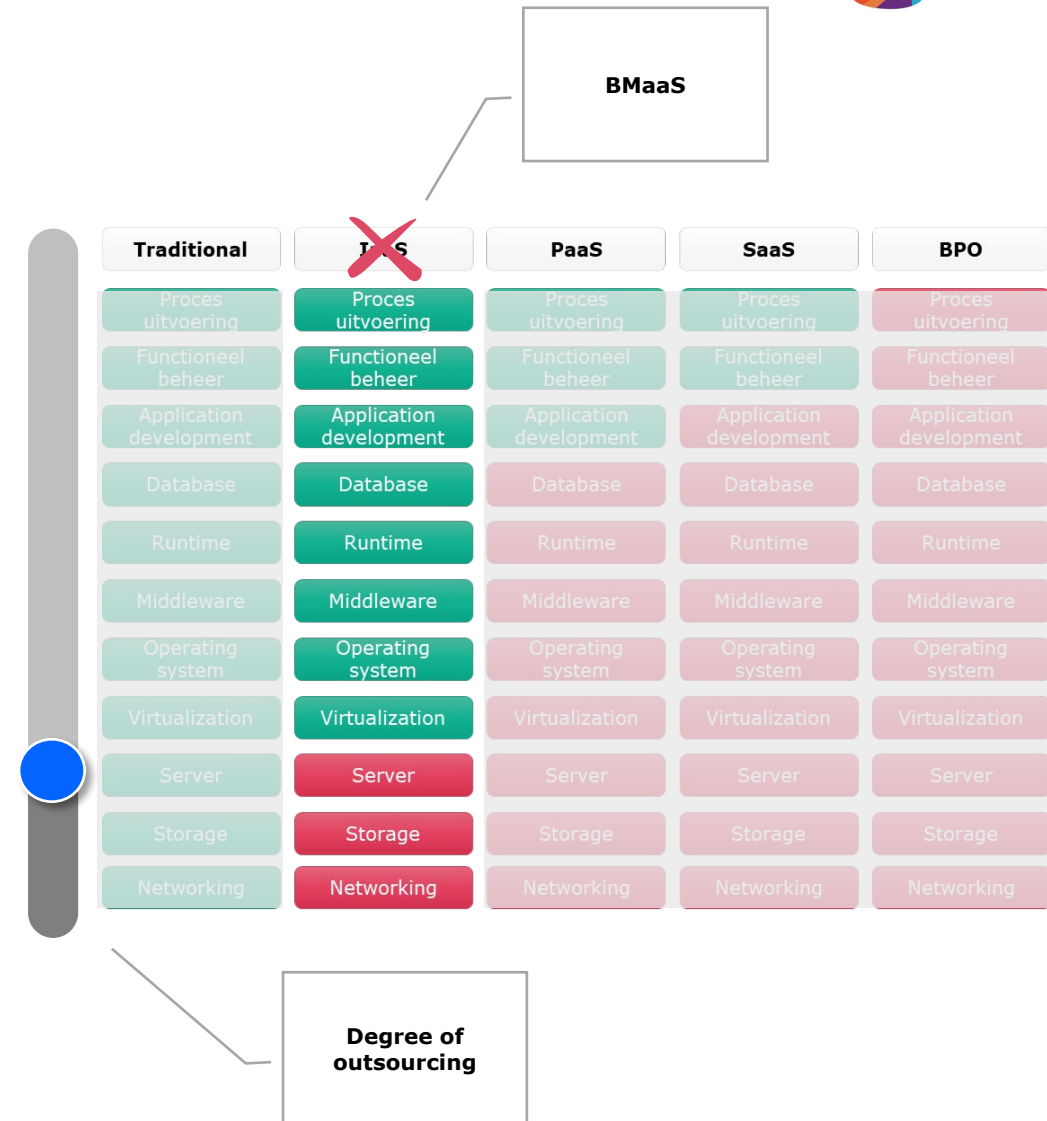 BMaaS
Traditional
PaaS
SaaS
BPO
Proces
uitvoering
Proces
uitvoering
Proces
uitvoering
Proces
uitvoering
Proces
uitvoering
Functioneel
beheer
Functioneel
beheer
Functioneel
beheer
Functioneel
beheer
Functioneel
beheer
Application
development
Application
development
Application
development
Application
development
Application
development
Database
Database
Database
Database
Database
Runtime
Runtime
Runtime
Runtime
Runtime
Middleware
Middleware
Middleware
Middleware
Middleware
Operating
system
Operating
system
Operating
system
Operating
system
Operating
system
Virtualization
Virtualization
Virtualization
Virtualization
Virtualization
Server
Server
Server
Server
Server
Storage
Storage
Storage
Storage
Storage
Networking
Networking
Networking
Networking
Networking
Degree of
outsourcing